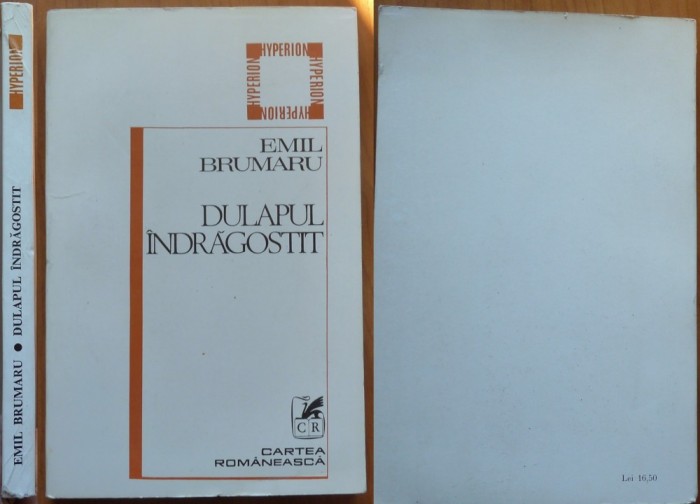 EMIL BRUMARU ● DULAPUL ÎNDRĂGOSTIT HYPERION
HYPERION
HYPERION
HYPERION
HYPERION
EMIL
BRUMARU
DULAPUL
ÎNDRĂGOSTIT
CR
CARTEA
ROMÂNEASCĂ
Lei 16,50